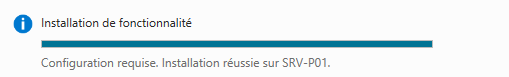 Installation de fonctionnalité
Configuration requise. Installation réussie sur SRV-P01.